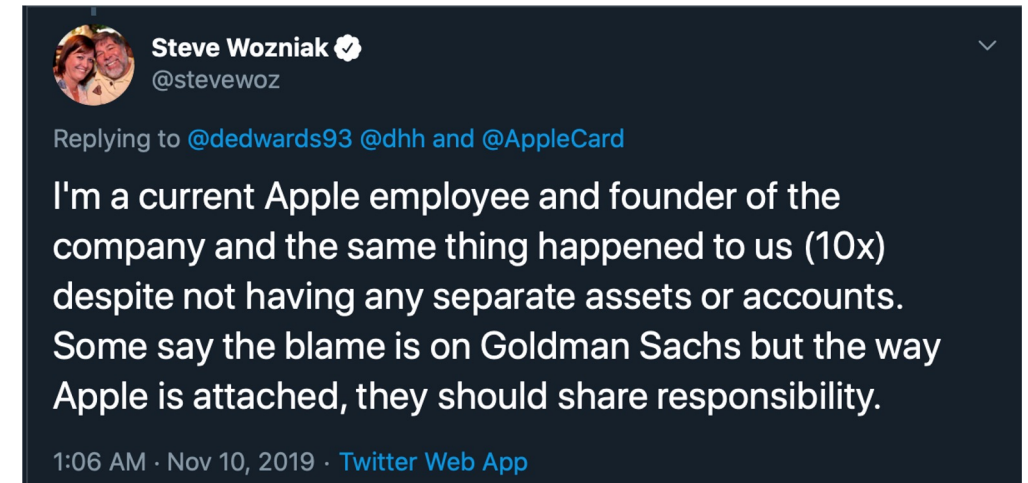 Steve Wozniak
@stevewoz
Replying to @dedwards93 @dhh and @AppleCard
I'm a current Apple employee and founder of the
company and the same thing happened to us (10x)
despite not having any separate assets or accounts.
Some say the blame is on Goldman Sachs but the way
Apple is attached, they should share responsibility.
1:06 AM · Nov 10, 2019 · Twitter Web App